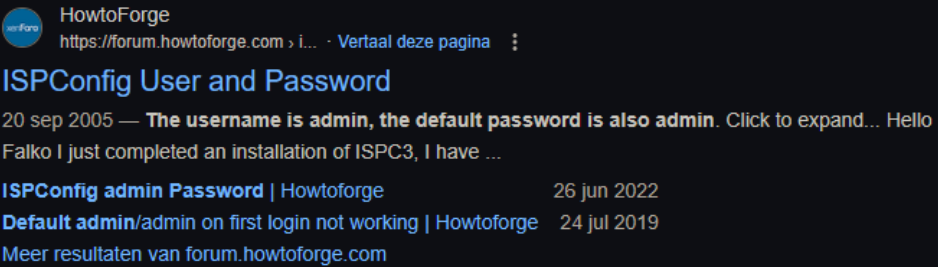 xenForo
HowtoForge
https://forum.howtoforge.com › i... · Vertaal deze pagina
ISPConfig User and Password
20 sep 2005 — The username is admin, the default password is also admin. Click to expand... Hello
Falko I just completed an installation of ISPC3, I have ...
ISPConfig admin Password | Howtoforge 26 jun 2022
Default admin/admin on first login not working | Howtoforge 24 jul 2019
Meer resultaten van forum.howtoforge.com